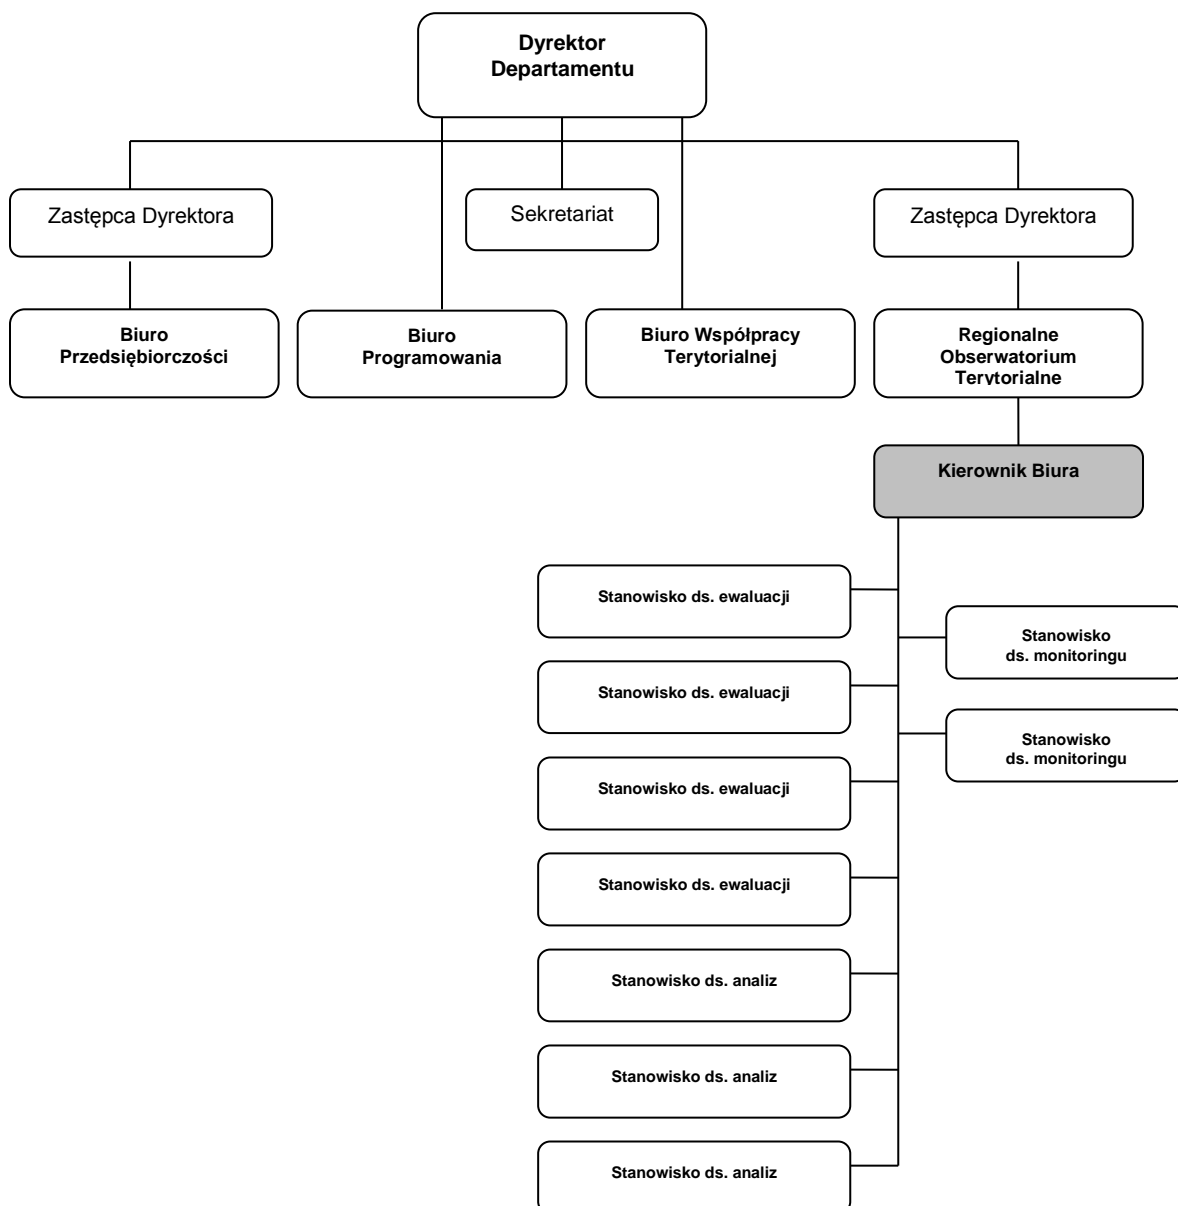 Dyrektor
Departamentu
Zastępca Dyrektora
Sekretariat
Zastępca Dyrektora
Biuro
Przedsiębiorczości
Biuro
Programowania
Biuro Współpracy
Terytorialnej
Regionalne
Obserwatorium
Terytorialne
Kierownik Biura
Stanowisko ds. ewaluacji
Stanowisko
ds. monitoringu
Stanowisko ds. ewaluacji
Stanowisko
ds. monitoringu
Stanowisko ds. ewaluacji
Stanowisko ds. ewaluacji
Stanowisko ds. analiz
Stanowisko ds. analiz
Stanowisko ds. analiz